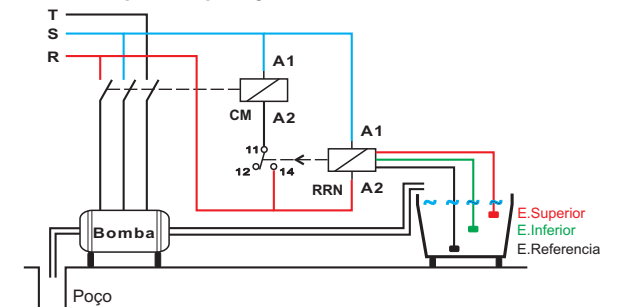 T
S
R
A1
CM
A2
11
12
14
A1
RRN
A2
Bomba
E.Superior
E.Inferior
E.Referencia
Poço